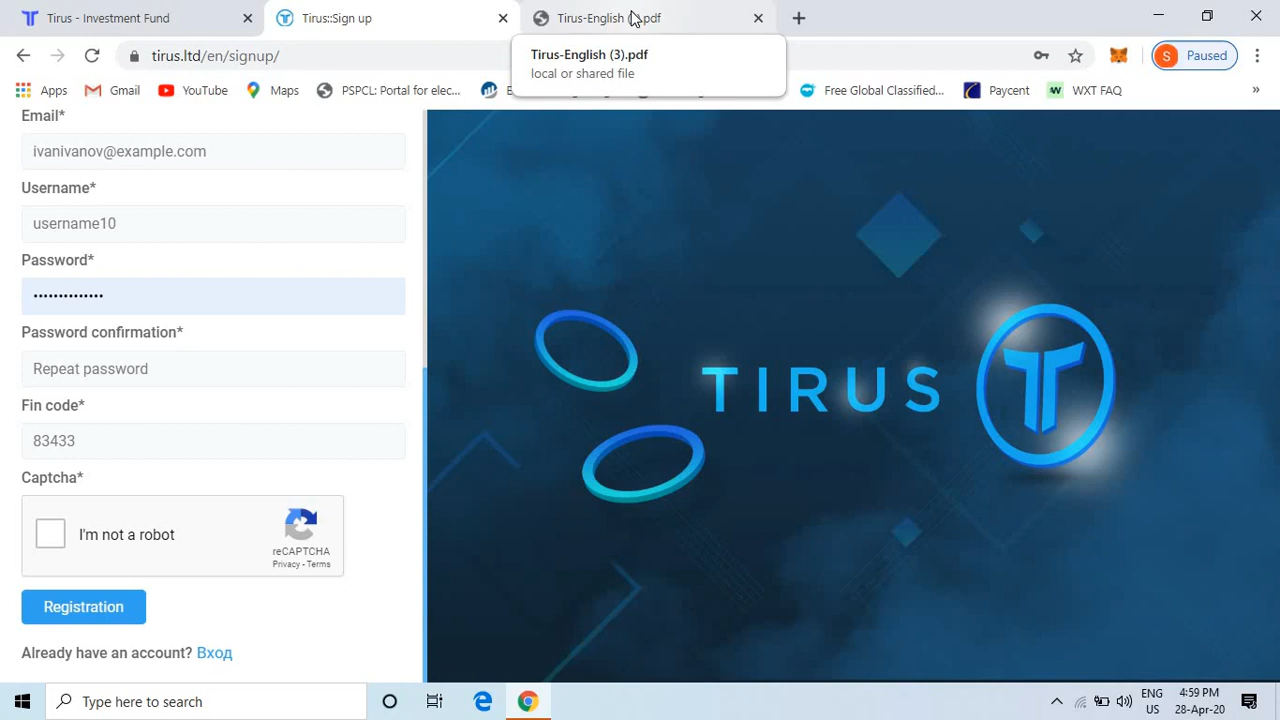 Tirus - Investment Fund
Tirus::Sign up
Tirus-English
.pdf
tirus.ltd/en/signup/
Tirus-English (3).pdf
local or shared file
S Paused
Apps
Gmail
YouTube
Maps
PSPCL: Portal for elec...
Free Global Classified...
Paycent
W WXT FAQ
Email*
ivanivanov@example.com
Username*
username10
Password*
••••••••••••••
Password confirmation*
Repeat password
Fin code*
83433
Captcha*
I'm not a robot
reCAPTCHA
Privacy - Terms
Registration
Already have an account? Вход
TIRUS
Type here to search
ENG
US
4:59 PM
28-Apr-20